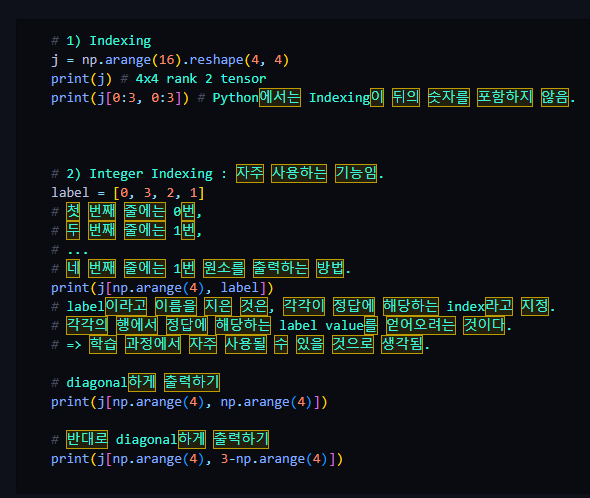 # 1) Indexing
j = np.arange(16).reshape(4, 4)
print(j) # 4x4 rank 2 tensor
print(j[0:3, 0:3]) # Python에서는 Indexing이 뒤의 숫자를 포함하지 않음.
# 2) Integer Indexing : 자주 사용하는 기능임.
label = [0, 3, 2, 1]
# 첫 번째 줄에는 0번,
# 두 번째 줄에는 1번,
# ...
# 네 번째 줄에는 1번 원소를 출력하는 방법.
print(j[np.arange(4), label])
# label이라고 이름을 지은 것은, 각각이 정답에 해당하는 index라고 지정.
# 각각의 행에서 정답에 해당하는 label value를 얻어오려는 것이다.
# => 학습 과정에서 자주 사용될 수 있을 것으로 생각됨.
# diagonal하게 출력하기
print(j[np.arange(4), np.arange(4)])
# 반대로 diagonal하게 출력하기
print(j[np.arange(4), 3-np.arange(4)])